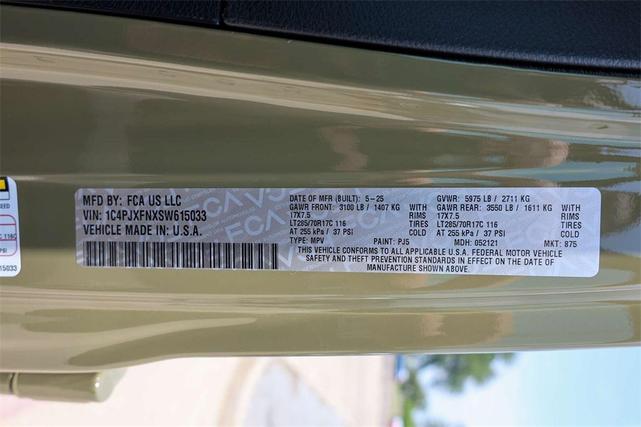 MFD BY: FCA US LLC
VIN: 1C4PJXFNXSW615033
VEHICLE MADE IN: U.S.A.
DATE OF MFR (BUILT): 5-25
GAWR FRONT: 3100 LB / 1407 KG
17X7.5 RIMS WITH
LT285/70R17C 116 TIRES
AT 255 kPa / 37 PSI COLD
TYPE: MPV PAINT: PJ5
GVWR: 5975 LB / 2711 KG
GAWR REAR: 3550 LB / 1611 KG
17X7.5 RIMS WITH
LT285/70R17C 116 TIRES
AT 255 kPa / 37 PSI COLD
MDH: 052121 MKT: 875
THIS VEHICLE CONFORMS TO ALL APPLICABLE U.S.A. FEDERAL MOTOR VEHICLE
SAFETY AND THEFT PREVENTION STANDARDS IN EFFECT ON THE DATE OF
MANUFACTURE SHOWN ABOVE.
15033